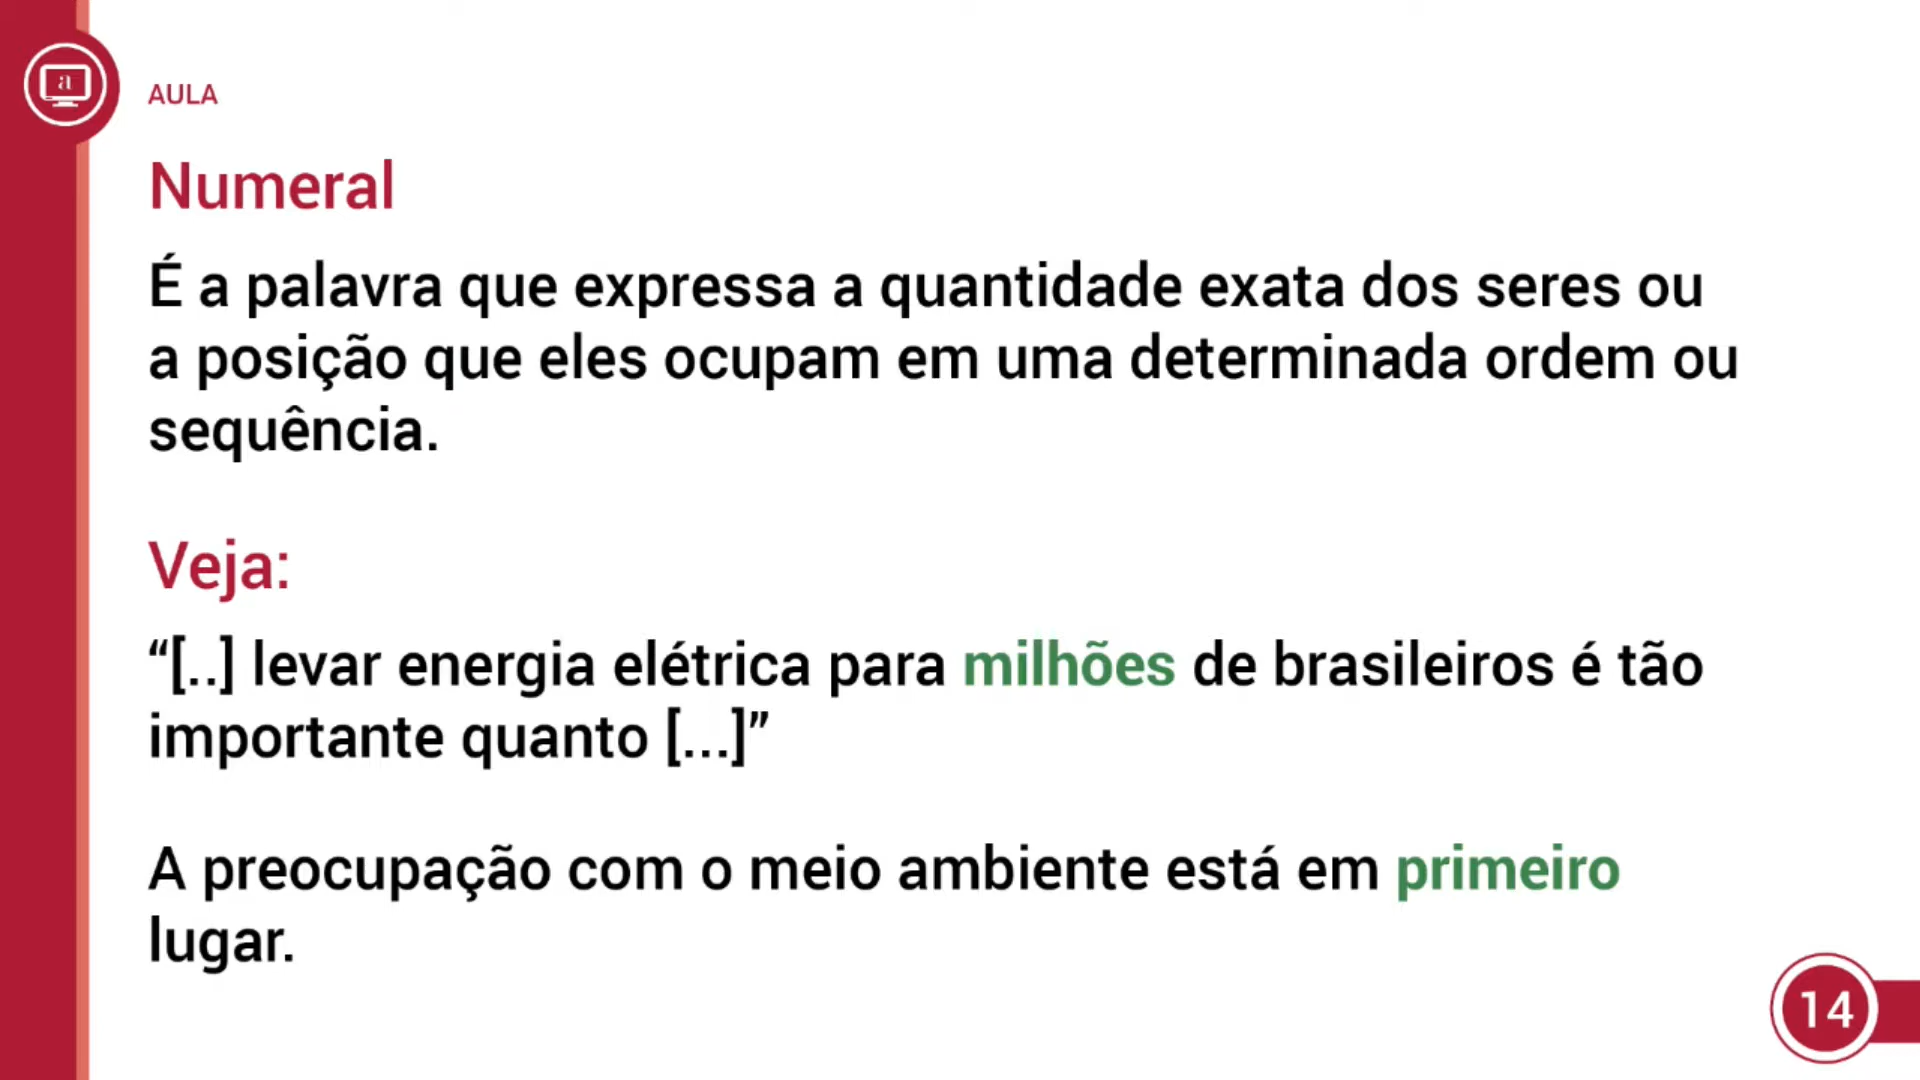 a
AULA
Numeral
É a palavra que expressa a quantidade exata dos seres ou
a posição que eles ocupam em uma determinada ordem ou
sequência.
Veja:
“[..] levar energia elétrica para milhões de brasileiros é tão
importante quanto [...]”
A preocupação com o meio ambiente está em primeiro
lugar.
14